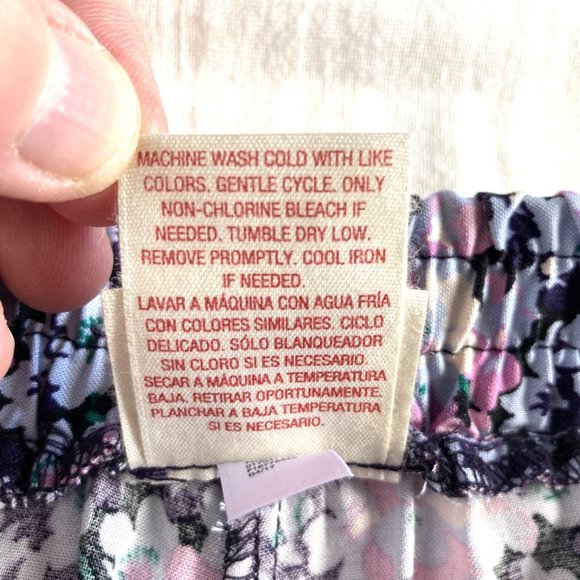 MACHINE WASH COLD WITH LIKE
COLORS. GENTLE CYCLE. ONLY
NON-CHLORINE BLEACH IF
NEEDED. TUMBLE DRY LOW.
REMOVE PROMPTLY. COOL IRON
IF NEEDED.
LAVAR A MÁQUINA CON AGUA FRÍA
CON COLORES SIMILARES. CICLO
DELICADO. SÓLO BLANQUEADOR
SIN CLORO SI ES NECESARIO.
SECAR A MÁQUINA A TEMPERATURA
BAJA. RETIRAR OPORTUNAMENTE.
PLANCHAR A BAJA TEMPERATURA
SI ES NECESARIO.
04/17